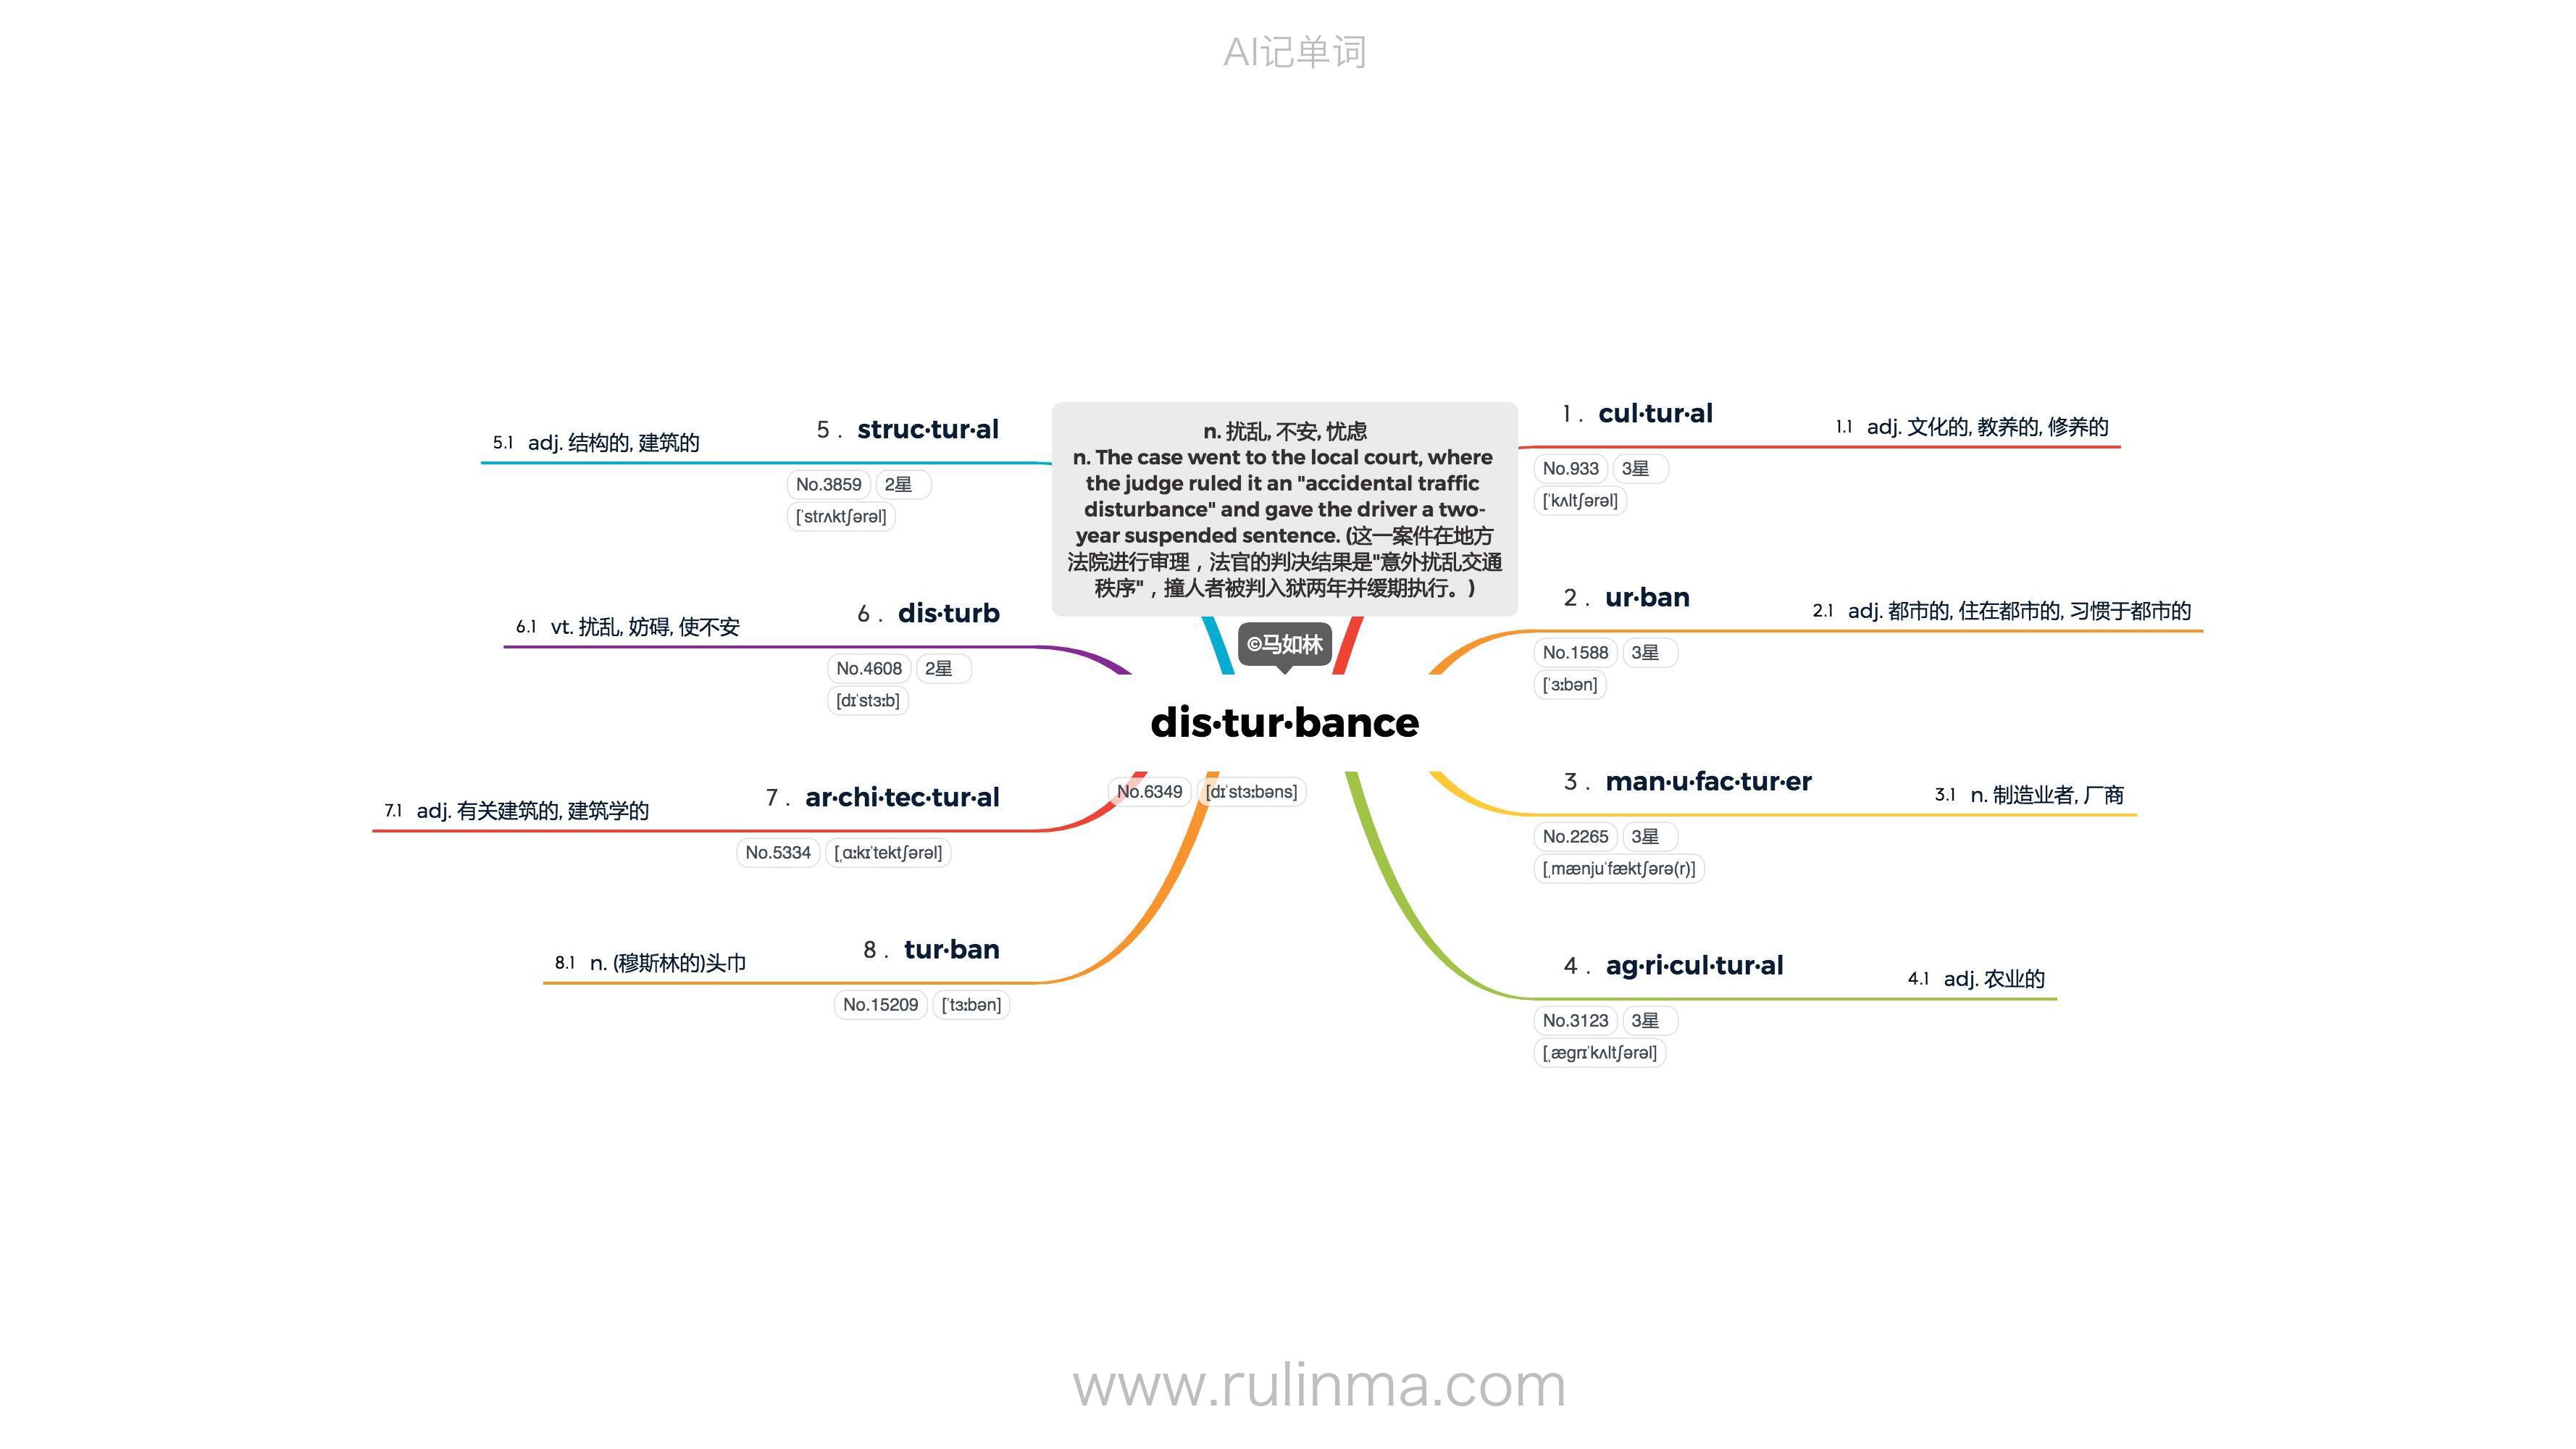 AI记单词
n. 扰乱, 不安, 忧虑
n. The case went to the local court, where
the judge ruled it an "accidental traffic
disturbance" and gave the driver a two-
year suspended sentence. (这一案件在地方
法院进行审理，法官的判决结果是"意外扰乱交通
秩序"，撞人者被判入狱两年并缓期执行。)
©马如林
dis·tur·bance
No.6349 [dɪˈstɜːbəns]
1. cul·tur·al
1.1 adj. 文化的, 教养的, 修养的
No.933 3星
[ˈkʌltʃərəl]
2. ur·ban
2.1 adj. 都市的, 住在都市的, 习惯于都市的
No.1588 3星
[ˈɜːbən]
3. man·u·fac·tur·er
3.1 n. 制造业者, 厂商
No.2265 3星
[ˌmænjuˈfæktʃərə(r)]
4. ag·ri·cul·tur·al
4.1 adj. 农业的
No.3123 3星
[ˌæɡrɪˈkʌltʃərəl]
5. struc·tur·al
5.1 adj. 结构的, 建筑的
No.3859 2星
[ˈstrʌktʃərəl]
6. dis·turb
6.1 vt. 扰乱, 妨碍, 使不安
No.4608 2星
[dɪˈstɜːb]
7. ar·chi·tec·tur·al
7.1 adj. 有关建筑的, 建筑学的
No.5334 [ˌɑːkɪˈtektʃərəl]
8. tur·ban
8.1 n. (穆斯林的)头巾
No.15209 [ˈtɜːbən]
www.rulinma.com